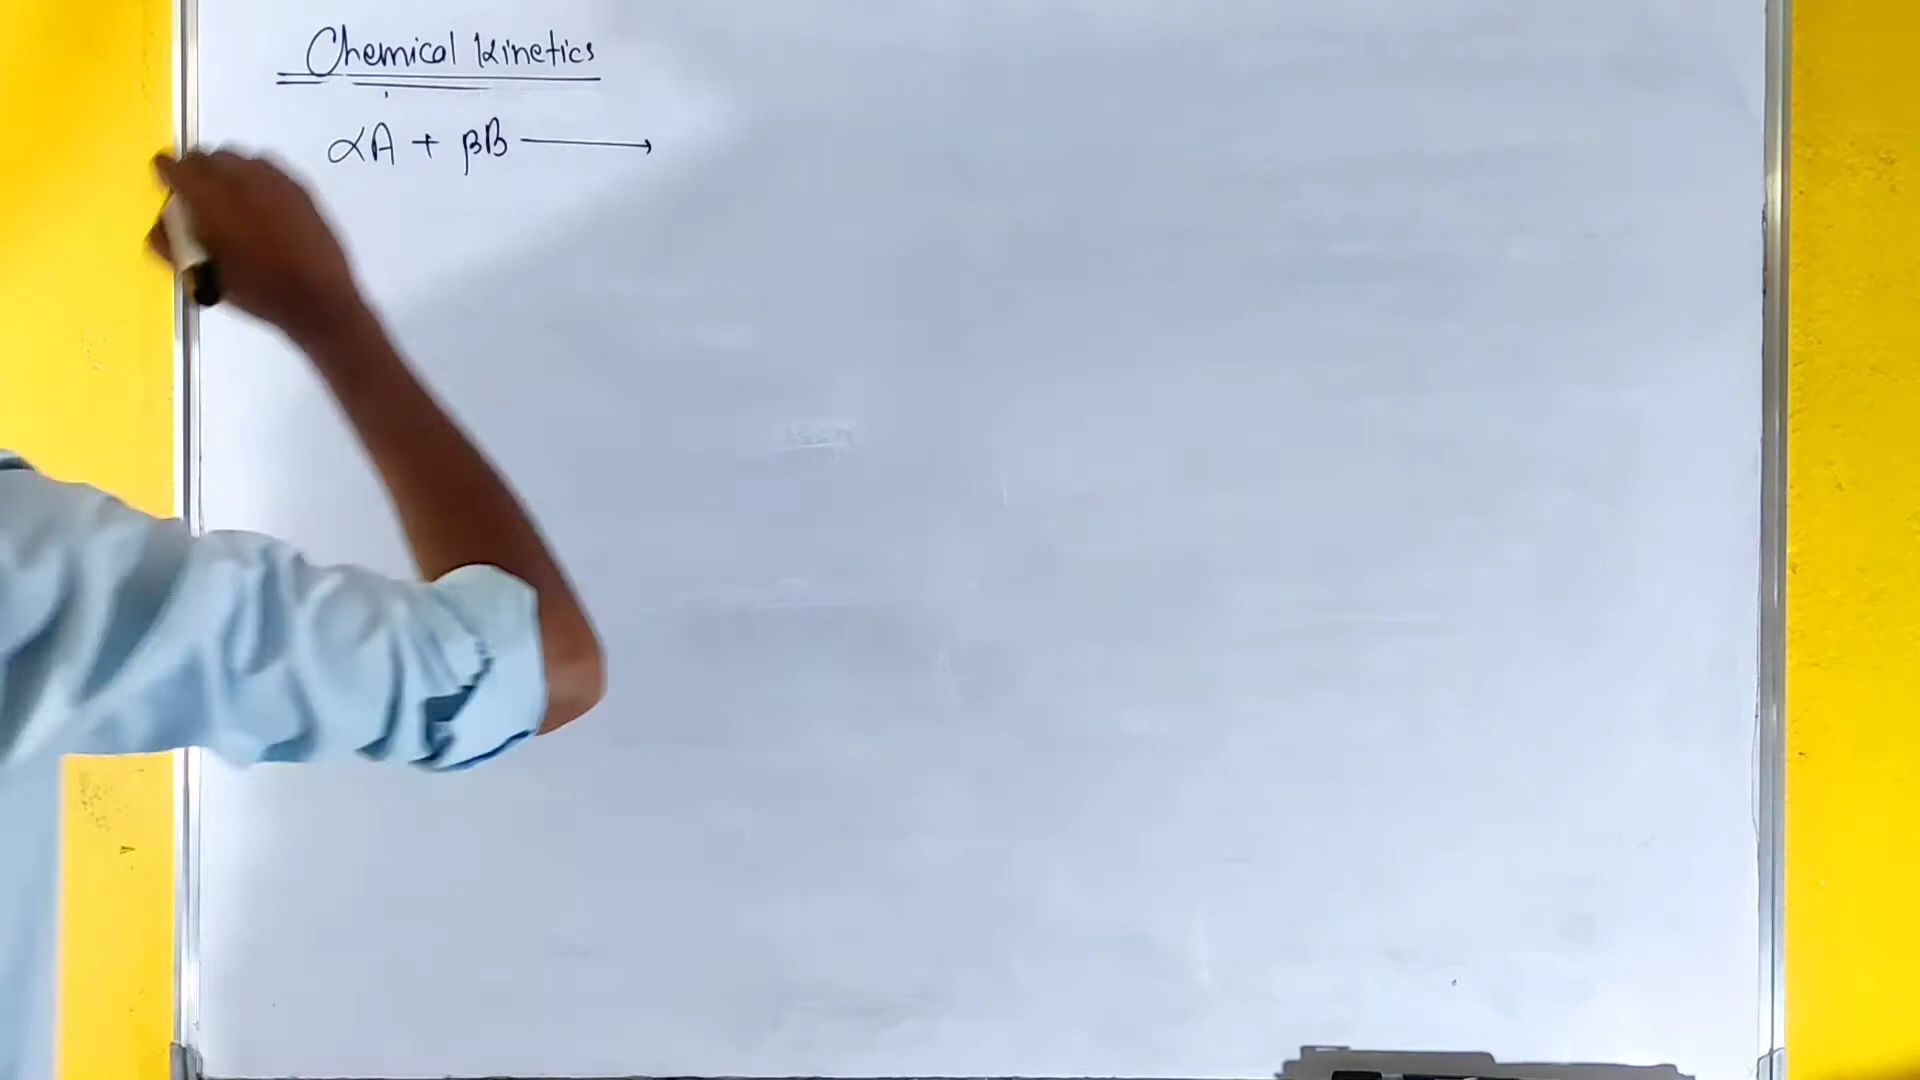 Chemical Kinetics
αA + βB ⟶